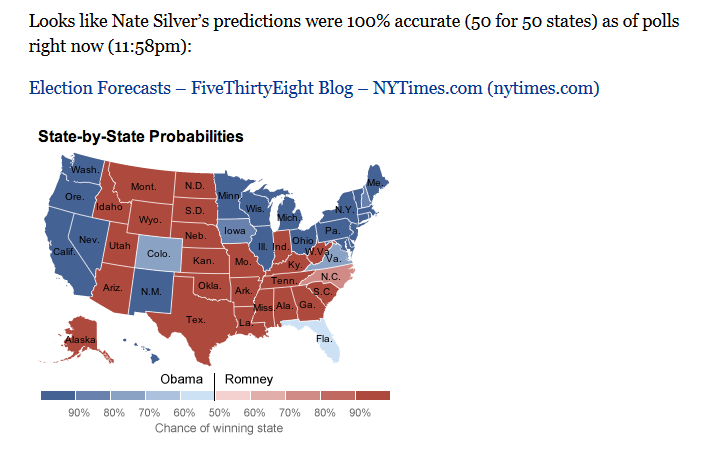 Looks like Nate Silver’s predictions were 100% accurate (50 for 50 states) as of polls
right now (11:58pm):
Election Forecasts – FiveThirtyEight Blog – NYTimes.com (nytimes.com)
State-by-State Probabilities
Wash.
Mont.
N.D.
Minn.
Me.
Ore.
Idaho
S.D.
Wis.
Mich.
N.Y.
Wyo.
Iowa
Pa.
Nev.
Utah
Neb.
Ill.
Ind.
Ohio
Calif.
Colo.
Kan.
Mo.
W.Va.
Va.
Ky.
Ariz.
N.M.
Okla.
Ark.
Tenn.
N.C.
S.C.
Tex.
La.
Miss.
Ala.
Ga.
Alaska
Fla.
Obama Romney
90% 80% 70% 60% 50% 60% 70% 80% 90%
Chance of winning state